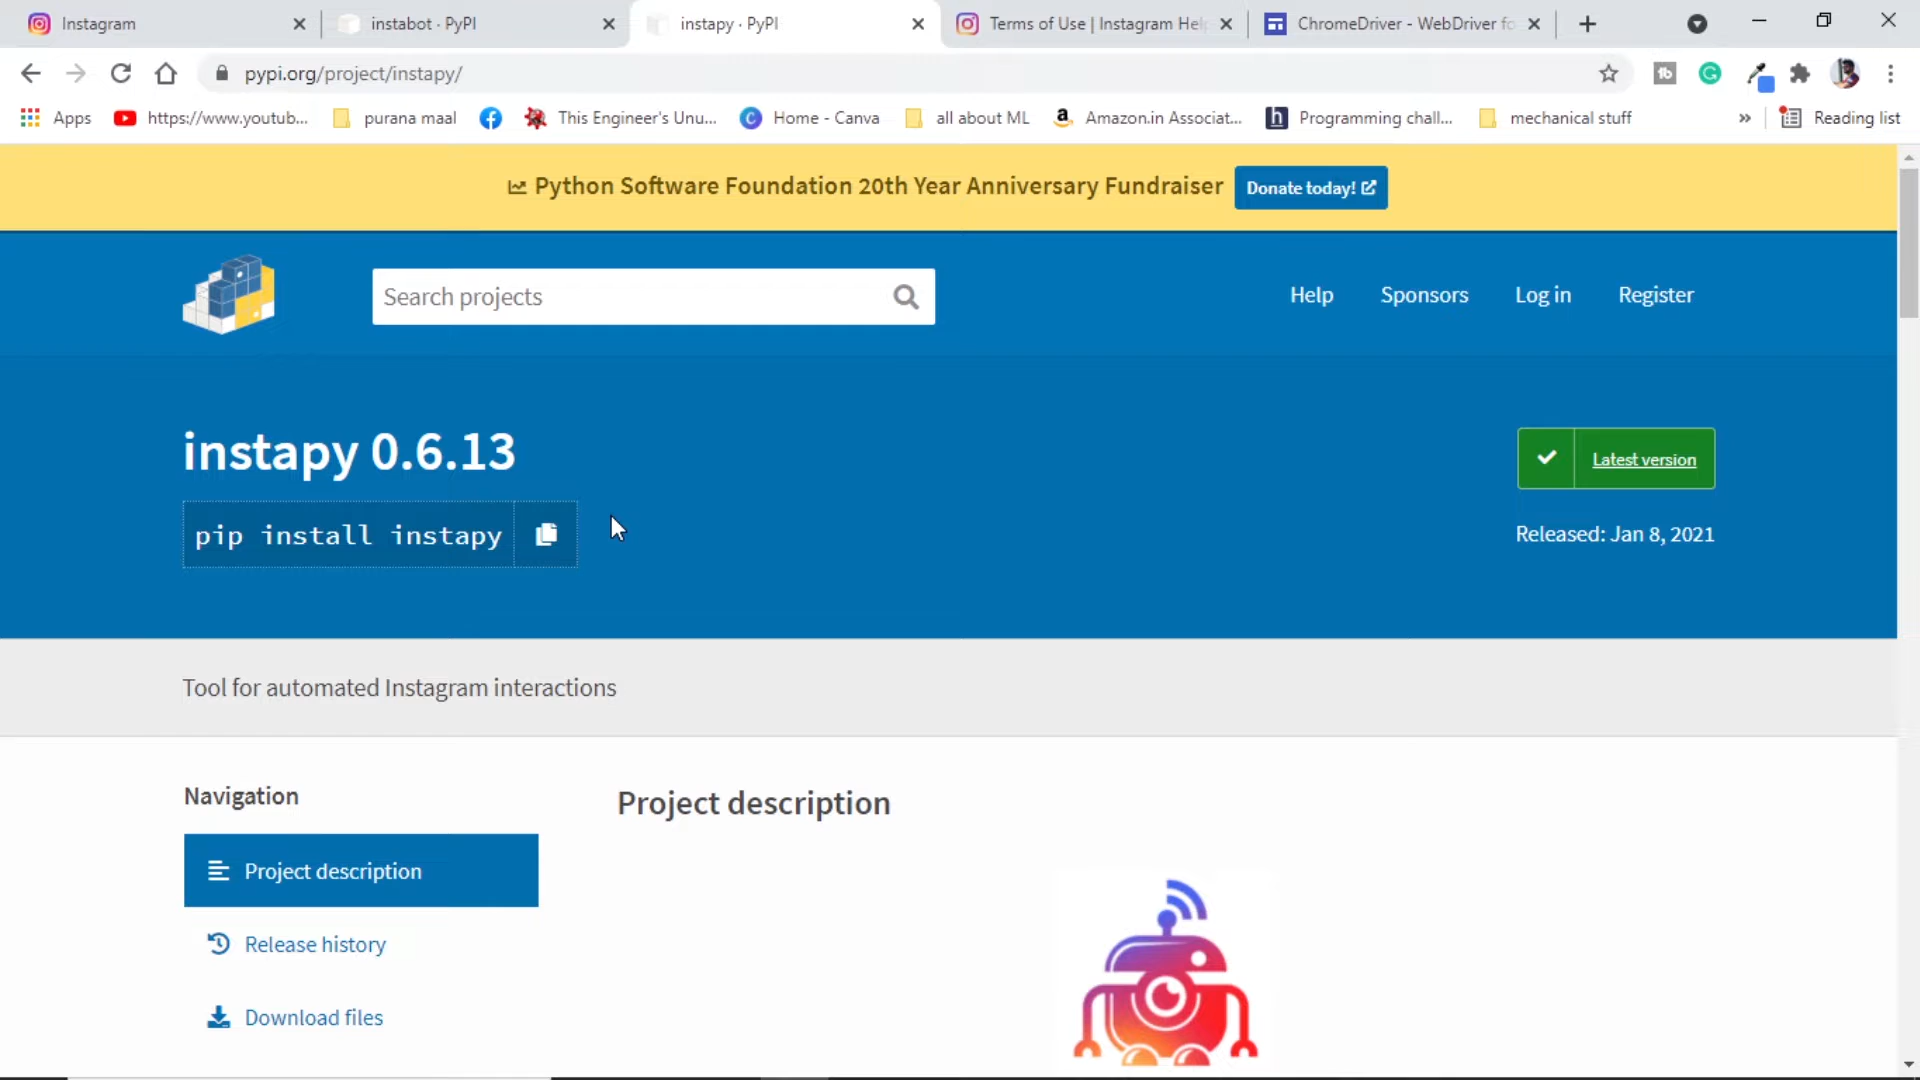 Instagram
instabot · PyPI
instapy · PyPI
Terms of Use | Instagram Hel
ChromeDriver - WebDriver fo
pypi.org/project/instapy/
Apps
https://www.youtub...
purana maal
This Engineer's Unu...
Home - Canva
all about ML
Amazon.in Associat...
Programming chall...
mechanical stuff
»
Reading list
Python Software Foundation 20th Year Anniversary Fundraiser
Donate today!
Search projects
Help
Sponsors
Log in
Register
instapy 0.6.13
Latest version
pip install instapy
Released: Jan 8, 2021
Tool for automated Instagram interactions
Navigation
Project description
Project description
Release history
Download files